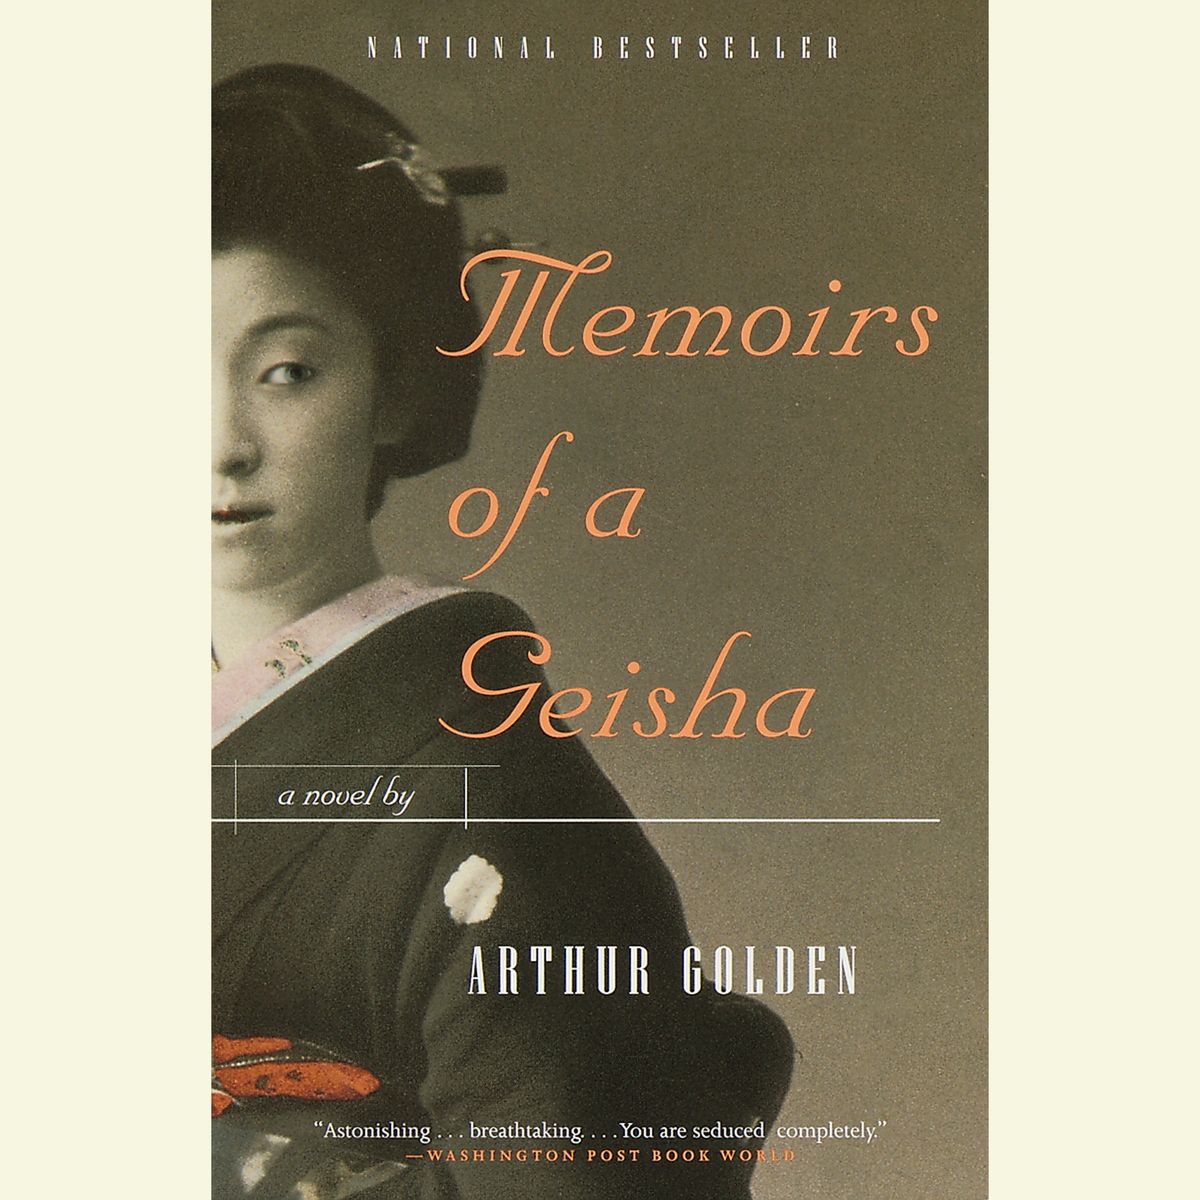 NATIONAL BESTSELLER
Memoirs
of a
Geisha
a novel by
ARTHUR GOLDEN
“Astonishing . . . breathtaking. . . . You are seduced completely.”
—WASHINGTON POST BOOK WORLD